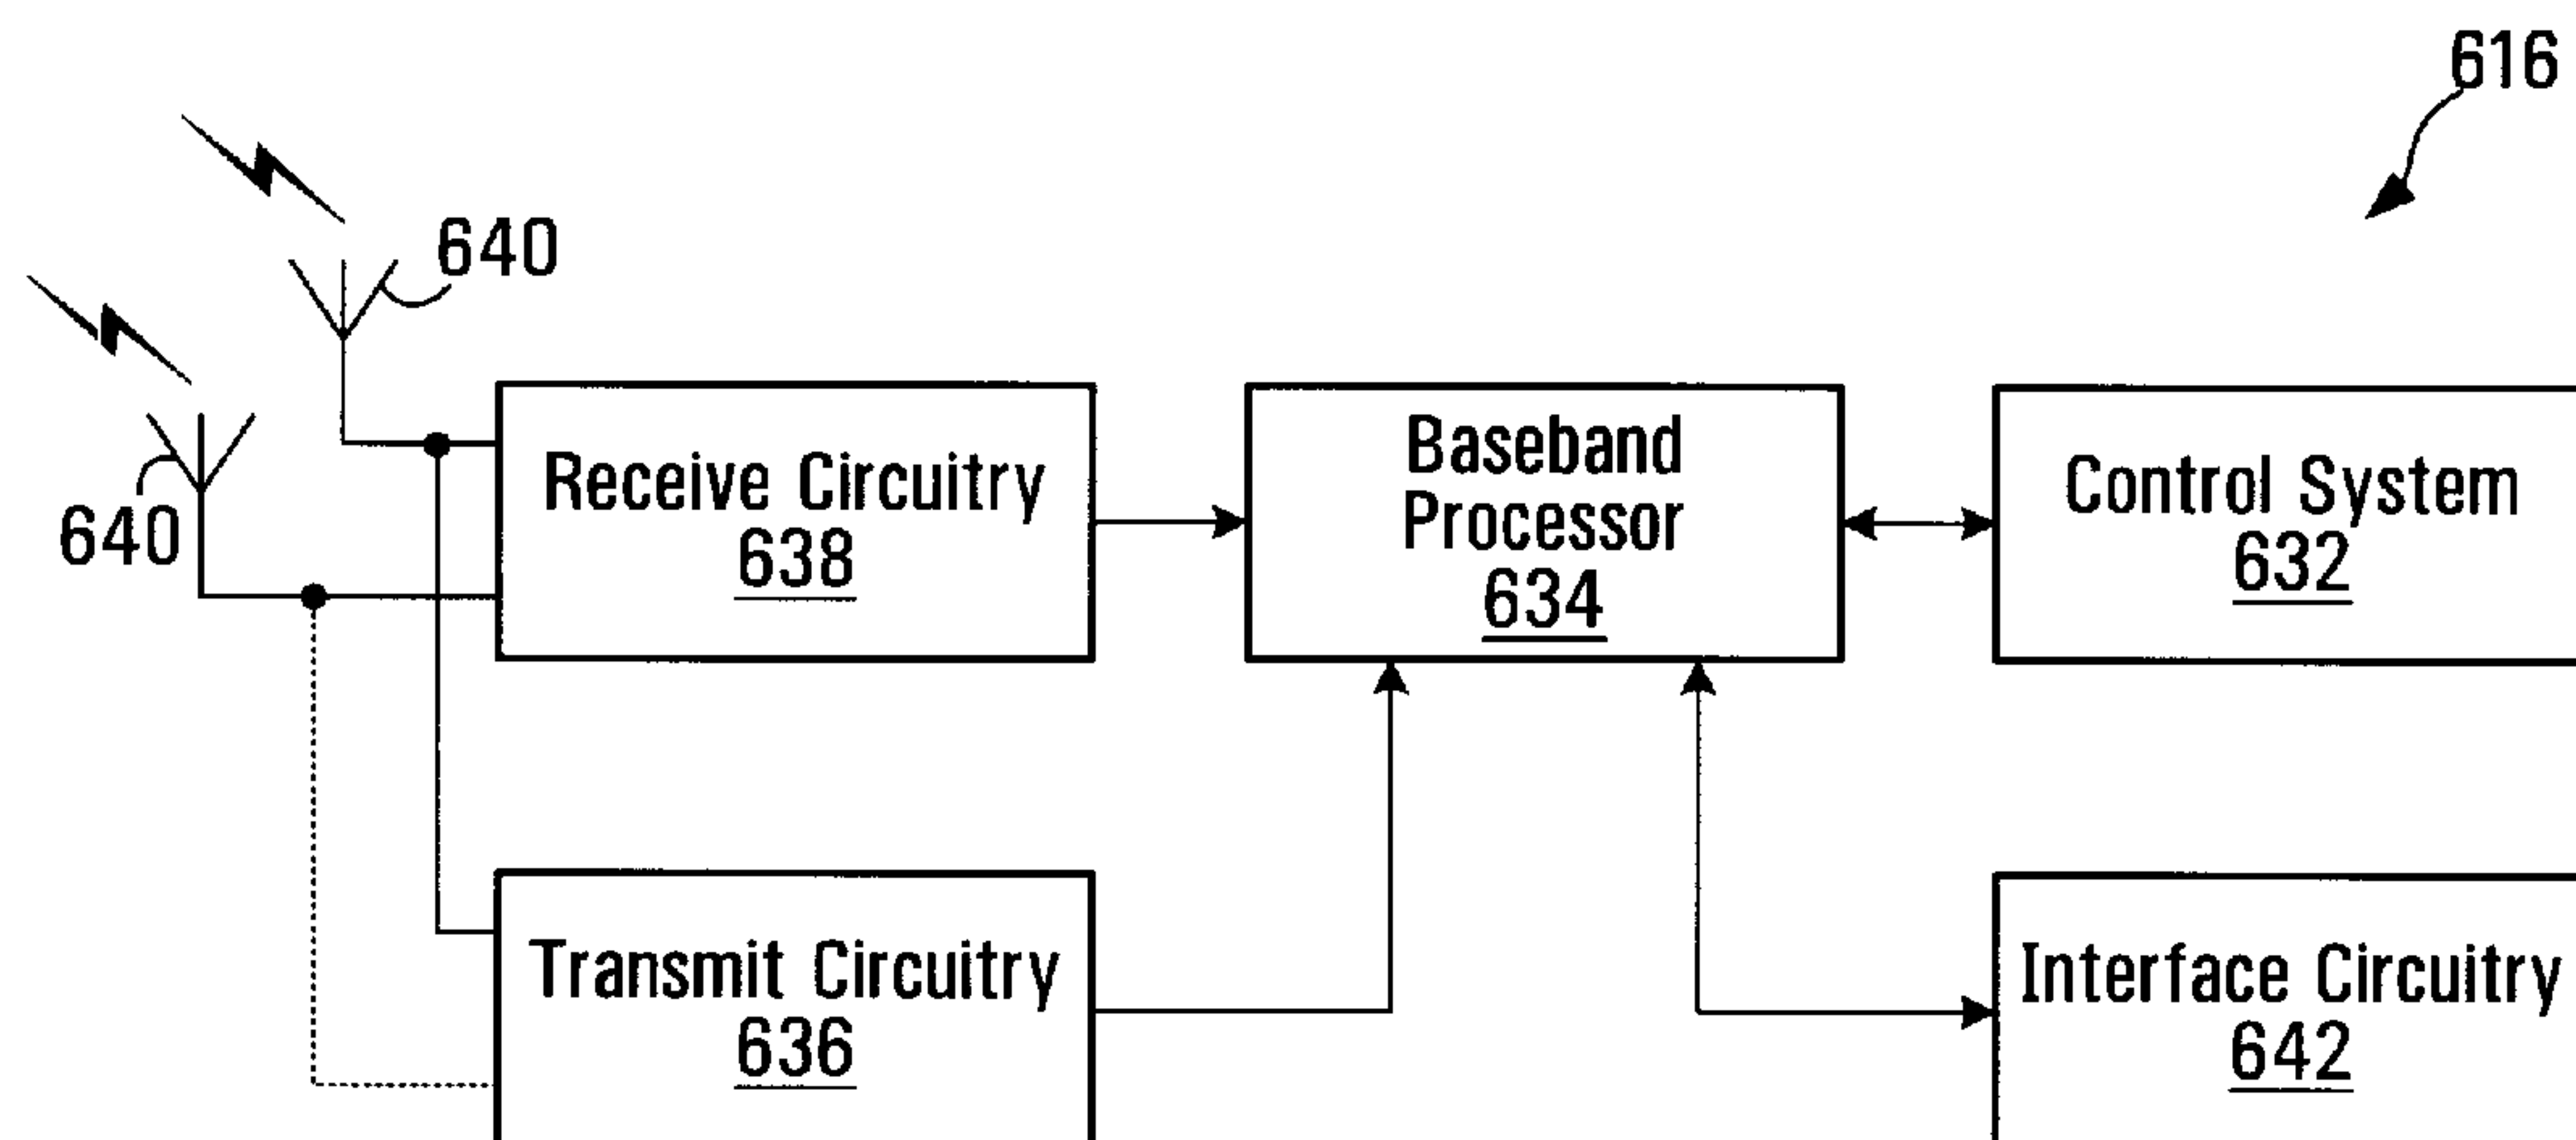 616
640
640
Receive Circuitry
638
Baseband
Processor
634
Control System
632
Transmit Circuitry
636
Interface Circuitry
642